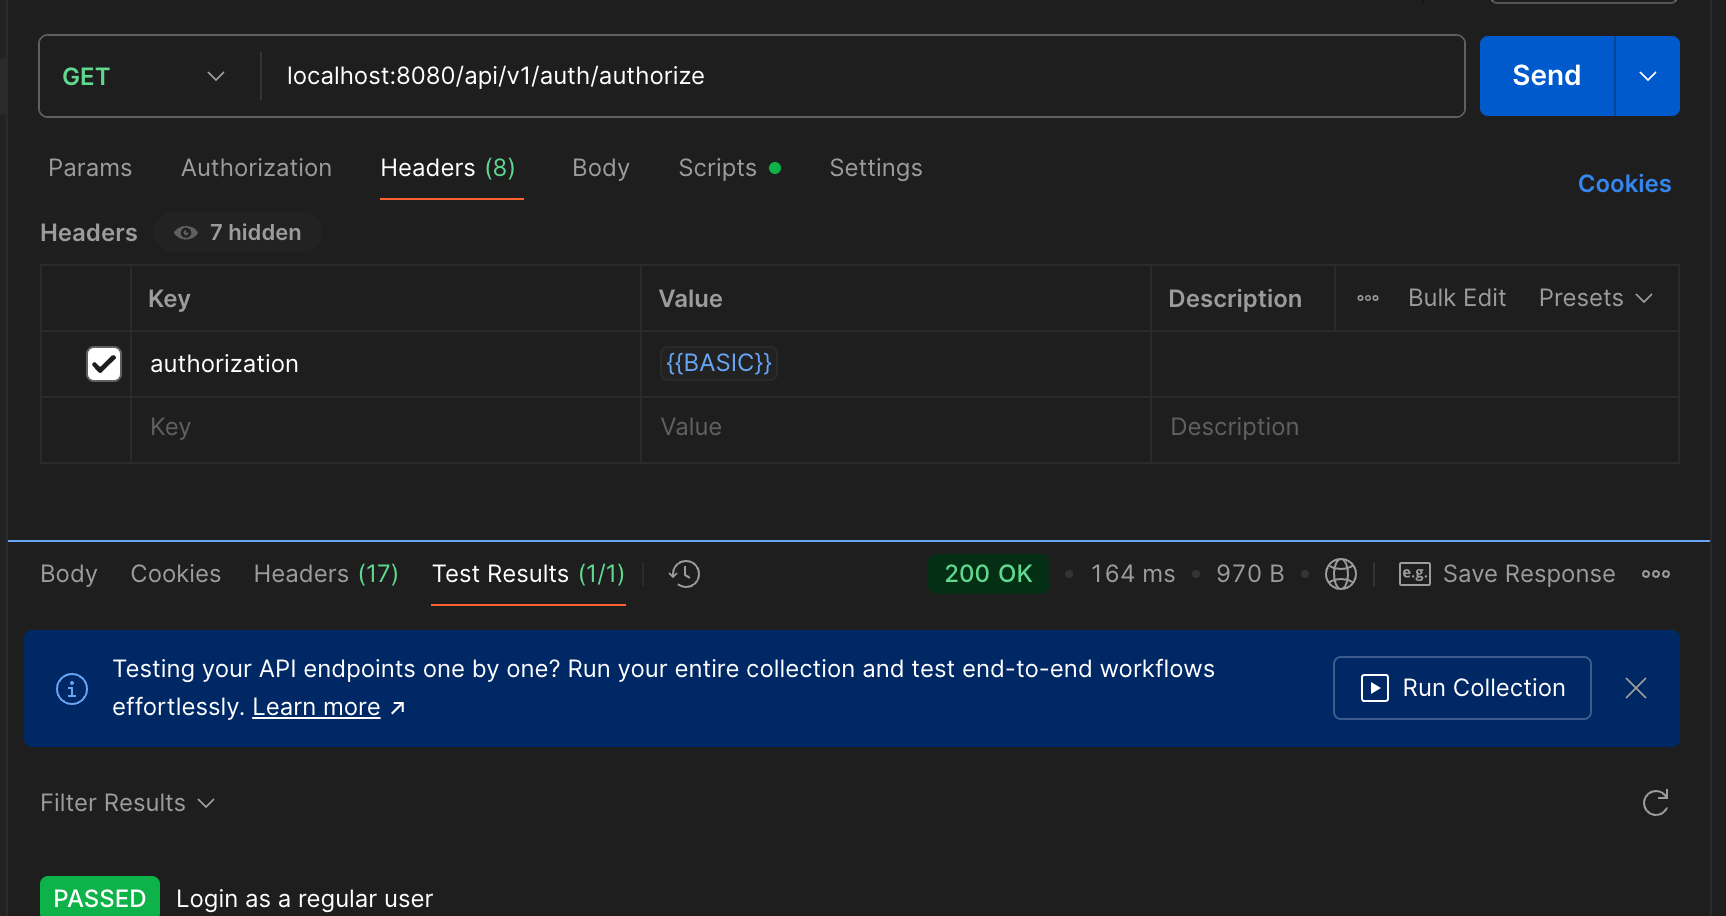 GET localhost:8080/api/v1/auth/authorize Send
Params Authorization Headers (8) Body Scripts Settings Cookies
Headers 7 hidden
Key Value Description Bulk Edit Presets
authorization {{BASIC}}
Key Value Description
Body Cookies Headers (17) Test Results (1/1) 200 OK • 164 ms • 970 B • e.g. Save Response
Testing your API endpoints one by one? Run your entire collection and test end-to-end workflows
effortlessly. Learn more ↗ Run Collection
Filter Results
PASSED Login as a regular user